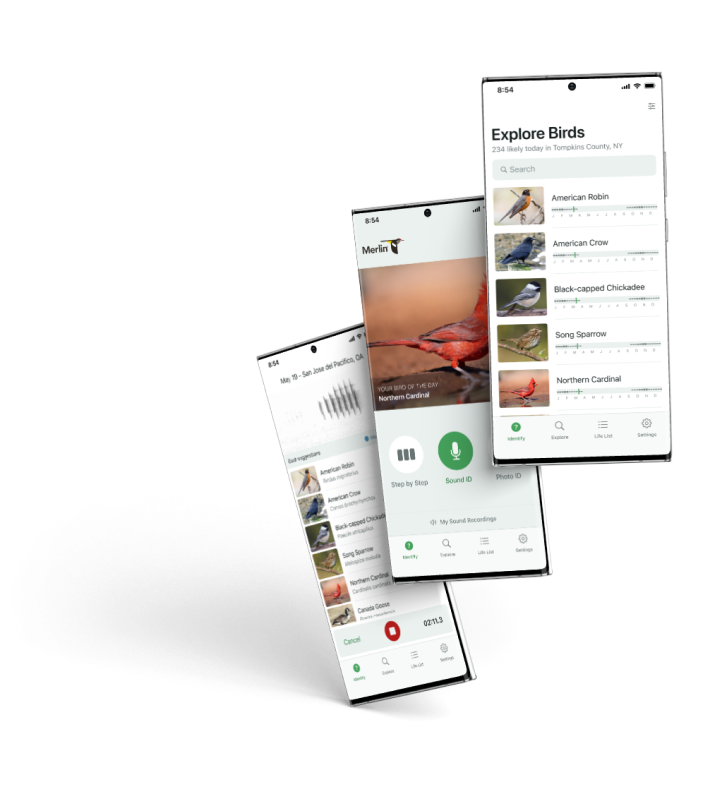 8:54
Explore Birds
234 likely today in Tompkins County, NY
Search
American Robin
J F M A M J J A S O N D
American Crow
J F M A M J J A S O N D
Black-capped Chickadee
J F M A M J J A S O N D
Song Sparrow
J F M A M J J A S O N D
Northern Cardinal
J F M A M J J A S O N D
Identify Explore Life List Settings
8:54
Merlin
YOUR BIRD OF THE DAY
Northern Cardinal
Step by Step Sound ID Photo ID
My Sound Recordings
Identify Explore Life List Settings
8:54
May 19 - San Jose del Pacifico, OA
Best suggestions
American Robin
Turdus migratorius
American Crow
Corvus brachyrhynchos
Black-capped Chickadee
Poecile atricapillus
Song Sparrow
Melospiza melodia
Northern Cardinal
Cardinalis cardinalis
Canada Goose
Cancel 02:11.3
Identify Explore Life List Settings